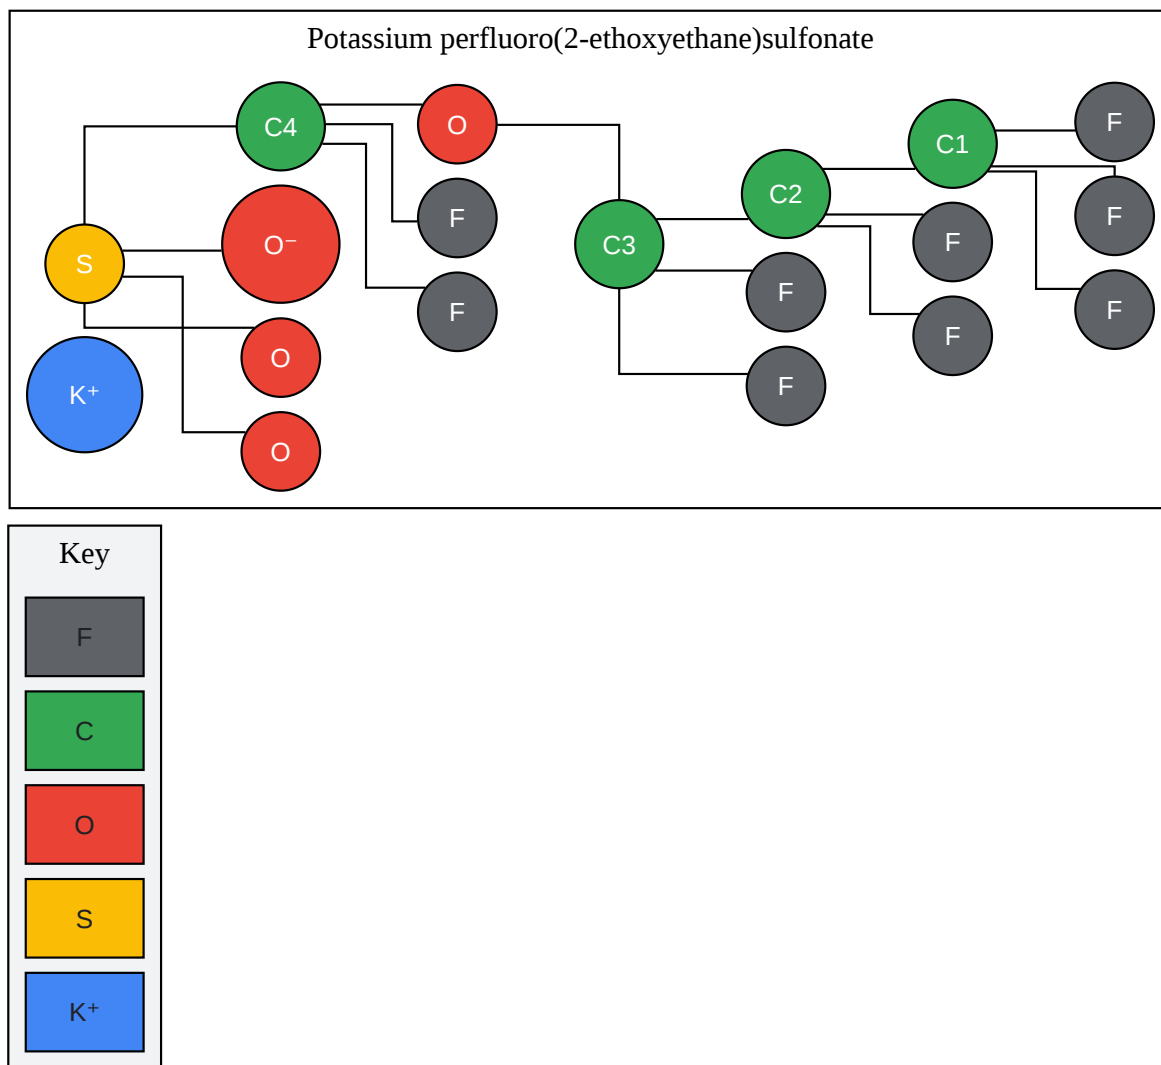 Potassium perfluoro(2-ethoxyethane)sulfonate
C4
O
C1
F
C2
F
F
S
O⁻
C3
F
F
F
F
O
F
F
K⁺
F
O
Key
F
C
O
S
K⁺